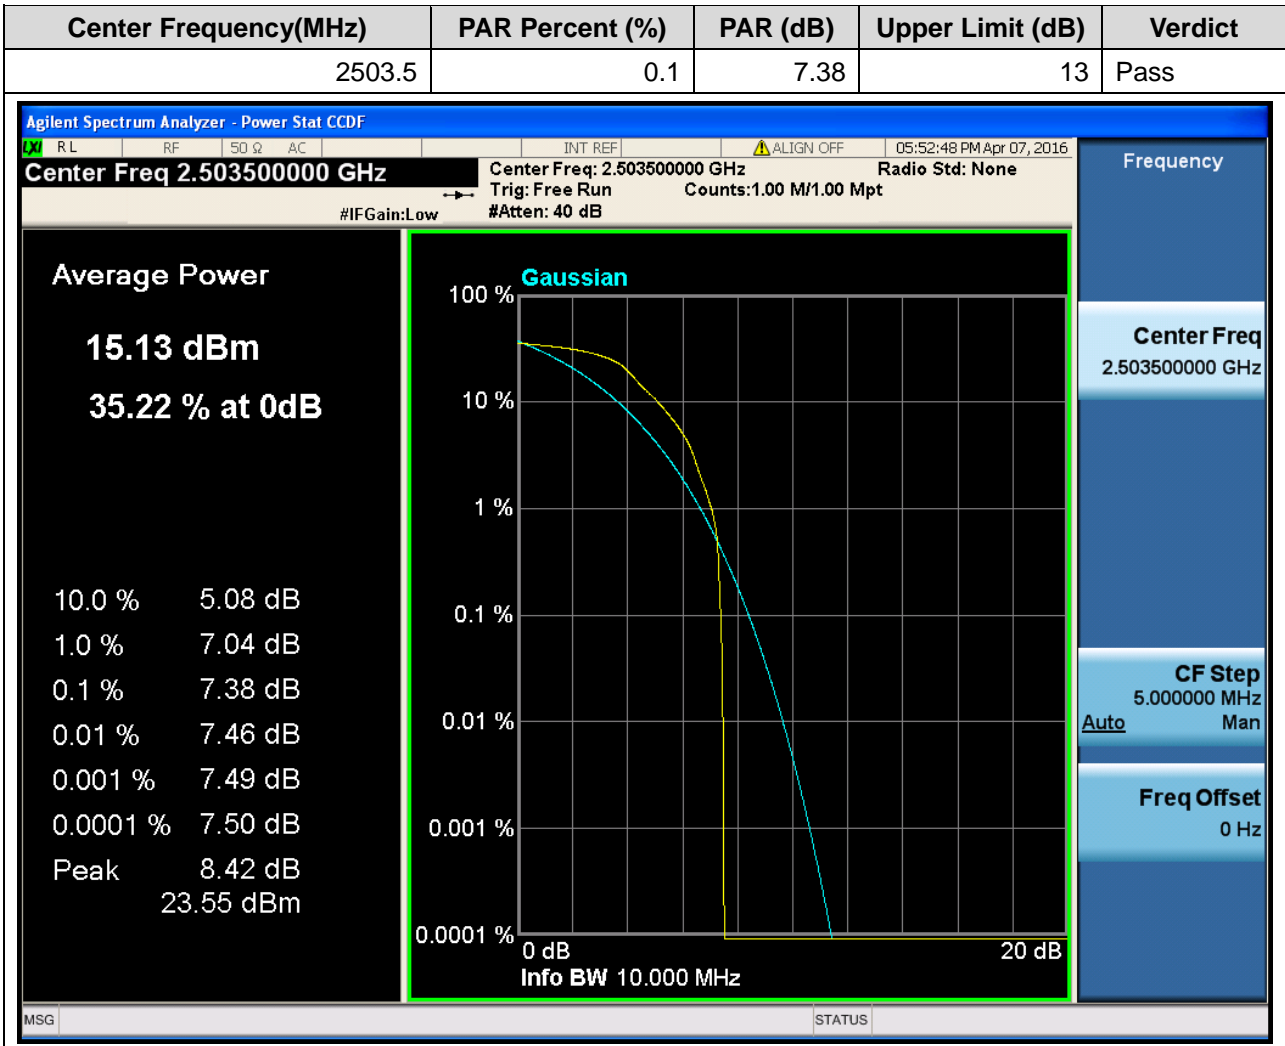 Center Frequency(MHz) PAR Percent (%) PAR (dB) Upper Limit (dB) Verdict
2503.5 0.1 7.38 13 Pass
Agilent Spectrum Analyzer - Power Stat CCDF
LXI RL RF 50 Ω AC INT REF ALIGN OFF 05:52:48 PM Apr 07, 2016
Center Freq 2.503500000 GHz
Center Freq: 2.503500000 GHz Radio Std: None
Trig: Free Run Counts:1.00 M/1.00 Mpt
#IFGain:Low #Atten: 40 dB
Average Power
15.13 dBm
35.22 % at 0dB
10.0 % 5.08 dB
1.0 % 7.04 dB
0.1 % 7.38 dB
0.01 % 7.46 dB
0.001 % 7.49 dB
0.0001 % 7.50 dB
Peak 8.42 dB
23.55 dBm
Gaussian
100 %
10 %
1 %
0.1 %
0.01 %
0.001 %
0.0001 %
0 dB 20 dB
Info BW 10.000 MHz
Frequency
Center Freq
2.503500000 GHz
CF Step
5.000000 MHz
Auto Man
Freq Offset
0 Hz
MSG STATUS